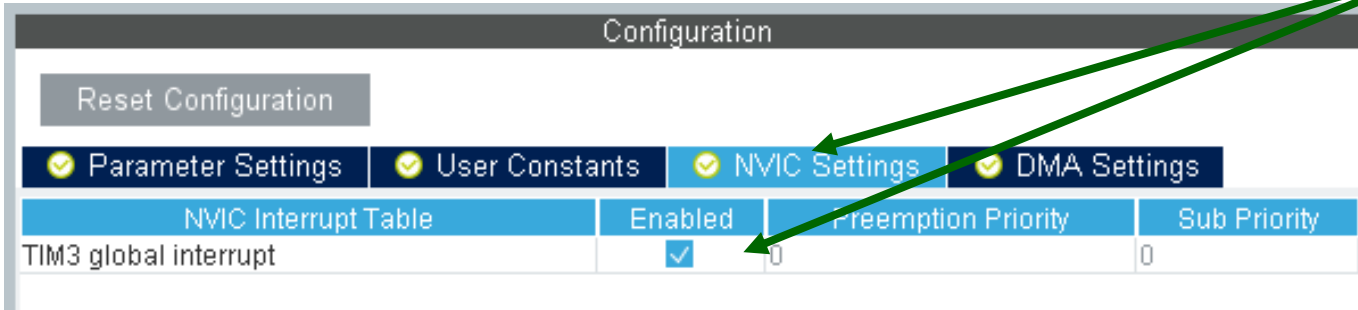 Configuration
Reset Configuration
Parameter Settings User Constants NVIC Settings DMA Settings
NVIC Interrupt Table Enabled Preemption Priority Sub Priority
TIM3 global interrupt 0 0